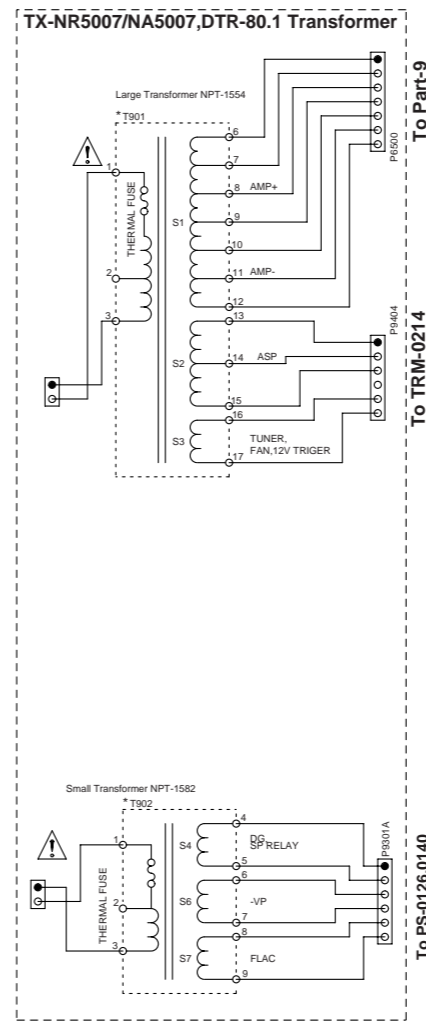 TX-NR5007/NA5007,DTR-80.1 Transformer
Large Transformer NPT-1554
* T901
THERMAL FUSE
1
2
3
S1
6
7
8 AMP+
9
10
11 AMP-
12
P6500
To Part-9
S2
13
14 ASP
15
S3
16
17
TUNER,
FAN,12V TRIGER
P9404
To TRM-0214
Small Transformer NPT-1582
* T902
THERMAL FUSE
1
2
3
S4
4
DG
SP RELAY
5
S6
6
-VP
7
S7
8
FLAC
9
P9301A
To PS-0126,0140